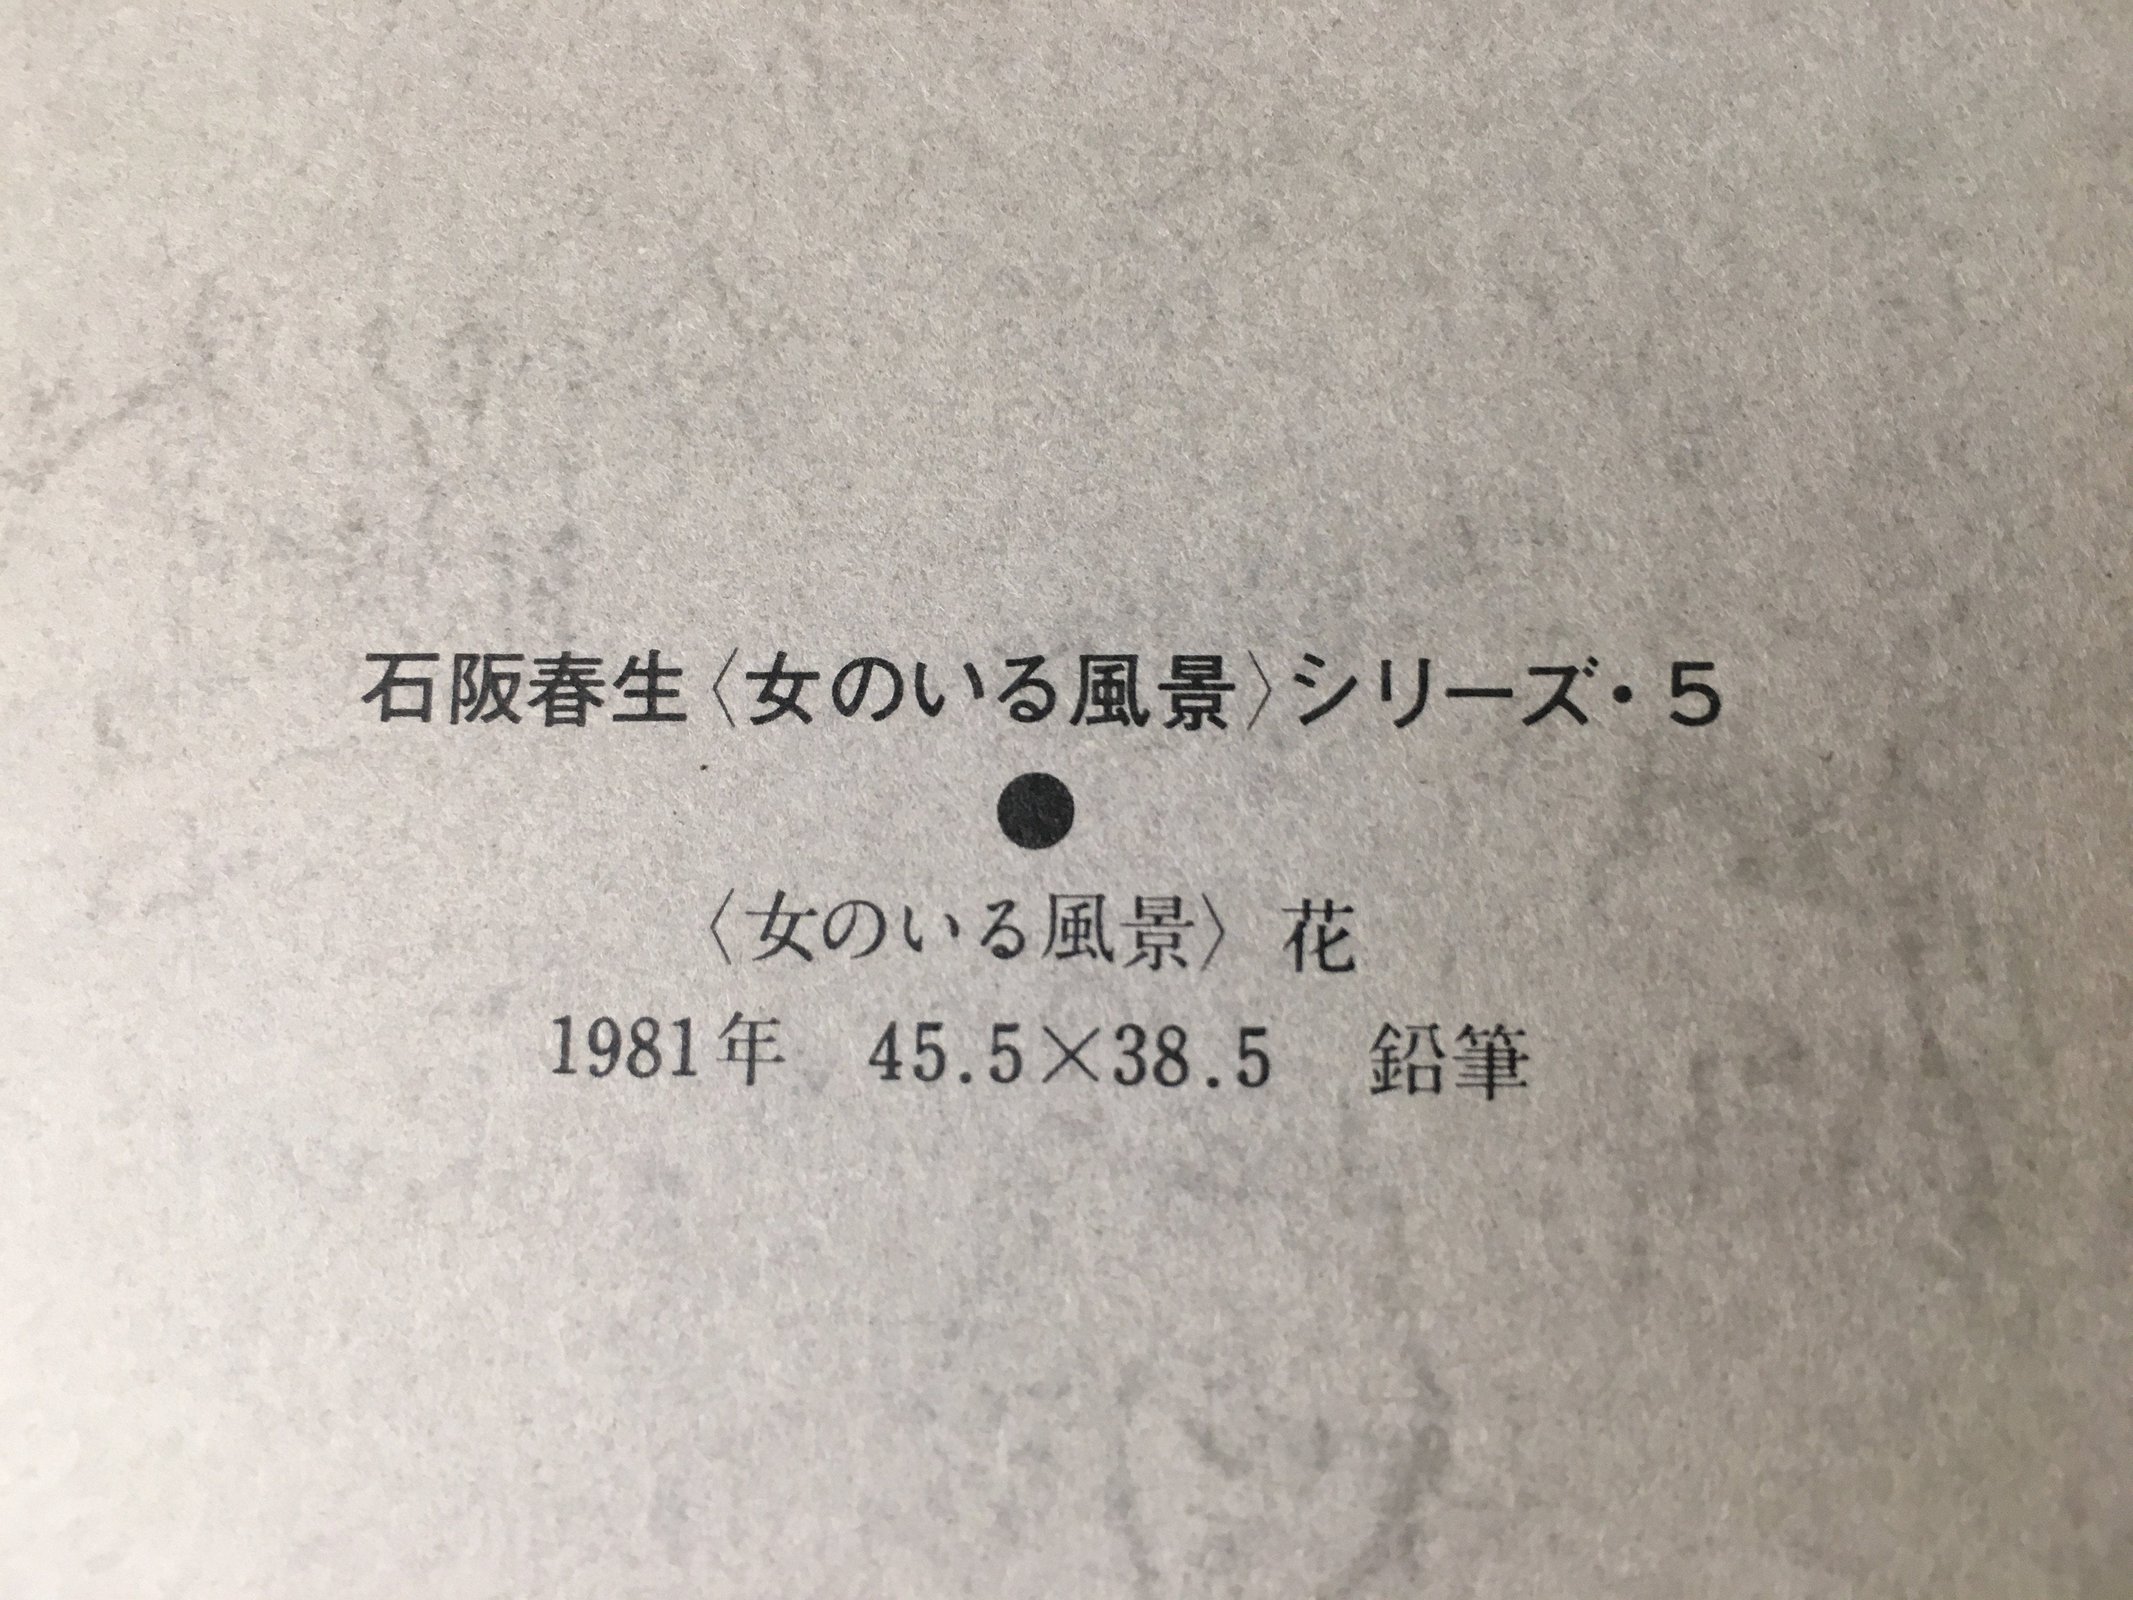 石阪春生〈女のいる風景〉シリーズ・5
●
〈女のいる風景〉 花
1981年　45.5×38.5　鉛筆